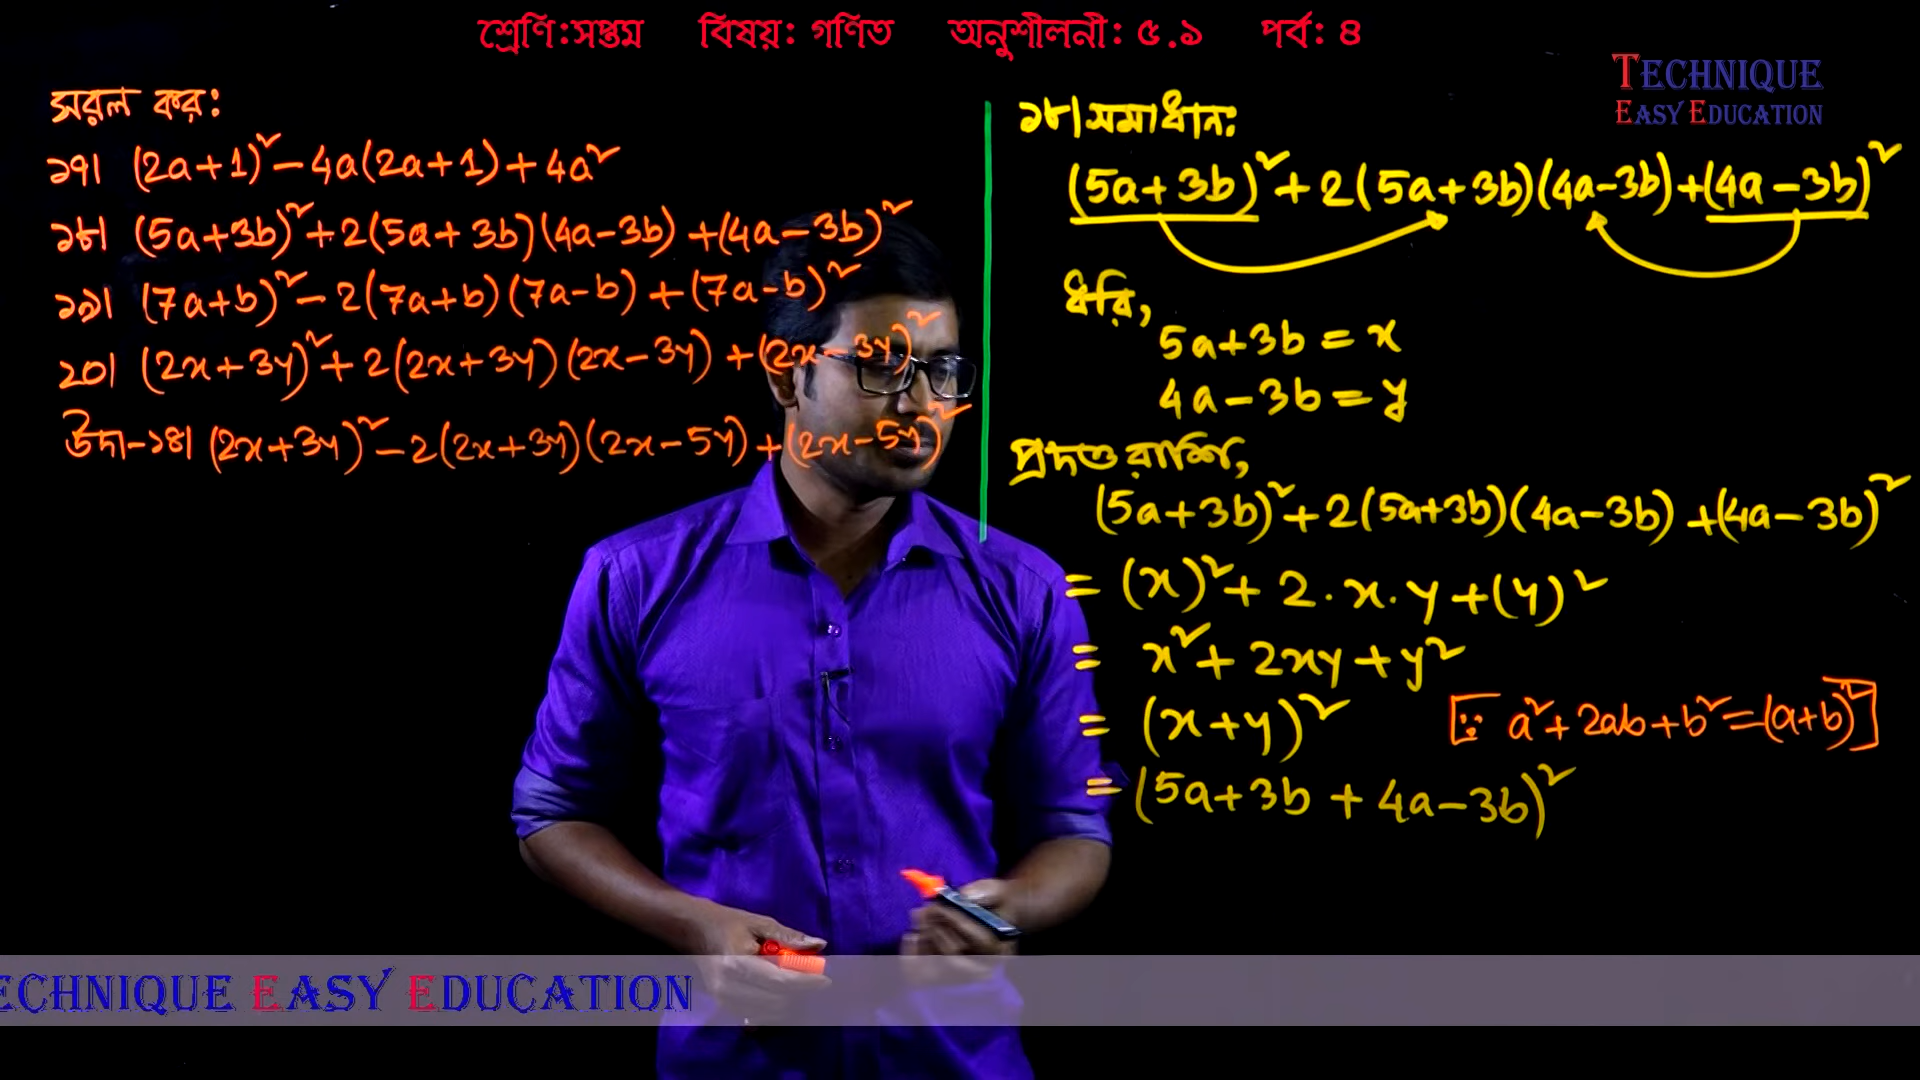 শ্রেণি:সপ্তম বিষয়: গণিত অনুশীলনী: ৫.১ পর্ব: ৪
TECHNIQUE
EASY EDUCATION
সরল কর:
১৭। (2a+1)² − 4a(2a+1) + 4a²
১৮। (5a+3b)² + 2(5a+3b)(4a−3b) + (4a−3b)²
১৯। (7a+b)² − 2(7a+b)(7a−b) + (7a−b)²
২০। (2x+3y)² + 2(2x+3y)(2x−3y) + (2x−3y)²
উদা−১৪। (2x+3y)² − 2(2x+3y)(2x−5y) + (2x−5y)²
১৮। সমাধান:
(5a+3b)² + 2(5a+3b)(4a−3b) + (4a−3b)²
ধরি,
5a+3b = x
4a−3b = y
প্রদত্ত রাশি,
(5a+3b)² + 2(5a+3b)(4a−3b) + (4a−3b)²
= (x)² + 2.x.y + (y)²
= x² + 2xy + y²
= (x+y)² [∵ a²+2ab+b² = (a+b)²]
= (5a+3b + 4a−3b)²
ECHNIQUE EASY EDUCATION